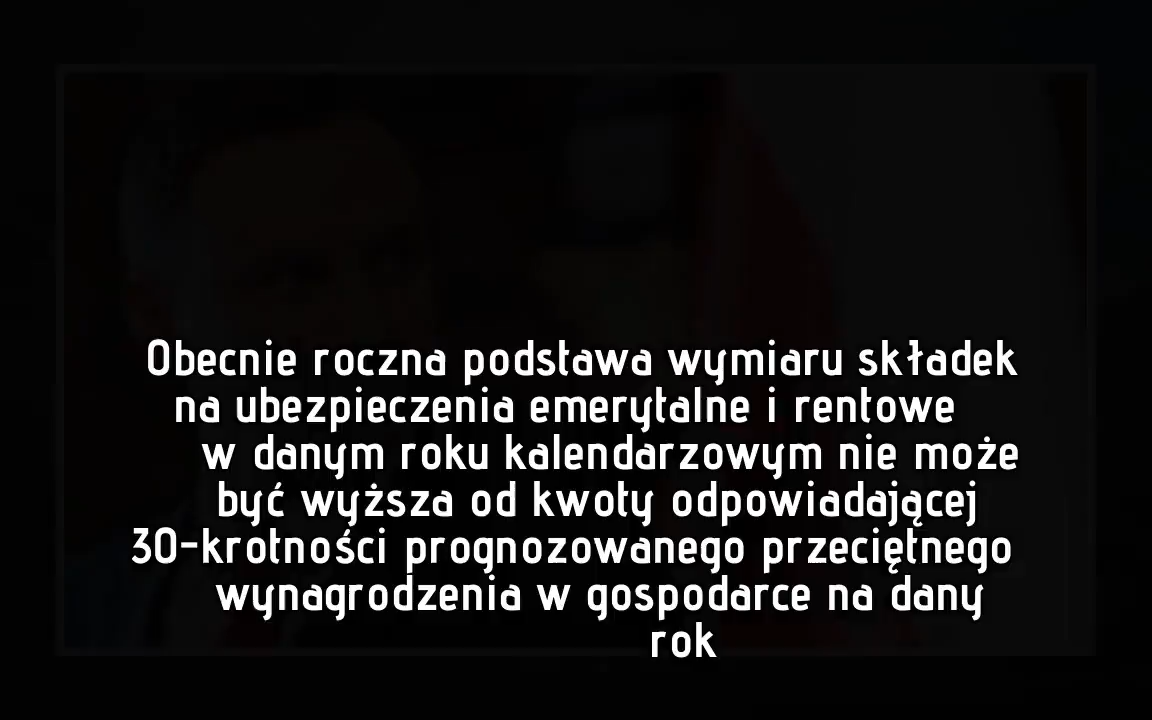 Obecnie roczna podstawa wymiaru składek
na ubezpieczenia emerytalne i rentowe
w danym roku kalendarzowym nie może
być wyższa od kwoty odpowiadającej
30-krotności prognozowanego przeciętnego
wynagrodzenia w gospodarce na dany
rok